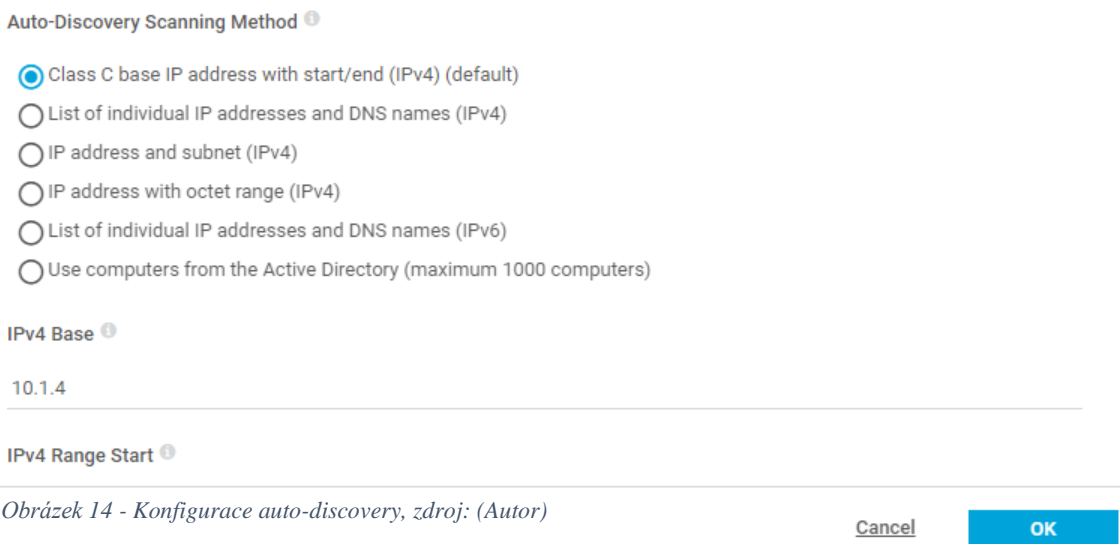 Auto-Discovery Scanning Method
Class C base IP address with start/end (IPv4) (default)
List of individual IP addresses and DNS names (IPv4)
IP address and subnet (IPv4)
IP address with octet range (IPv4)
List of individual IP addresses and DNS names (IPv6)
Use computers from the Active Directory (maximum 1000 computers)
IPv4 Base
10.1.4
IPv4 Range Start
Obrázek 14 - Konfigurace auto-discovery, zdroj: (Autor)
Cancel OK